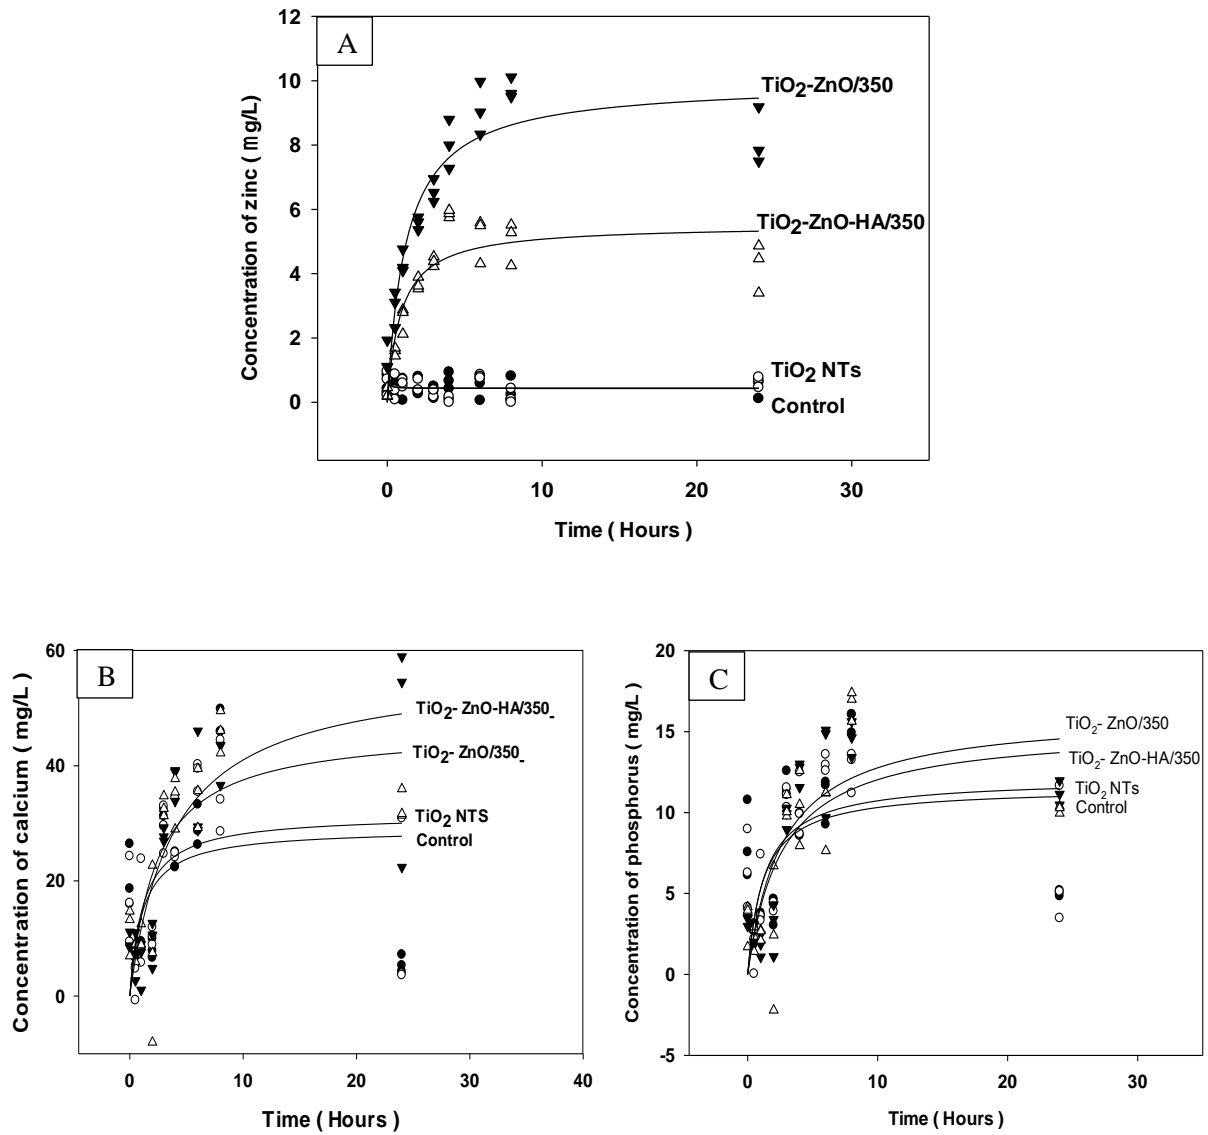 A
12
10
8
6
4
2
0
Concentration of zinc ( mg/L )
TiO2-ZnO/350
TiO2-ZnO-HA/350
TiO2 NTs
Control
0 10 20 30
Time ( Hours )
B
60
40
20
0
Concentration of calcium ( mg/L )
TiO2- ZnO-HA/350_
TiO2- ZnO/350_
TiO2 NTS
Control
0 10 20 30 40
Time ( Hours )
C
20
15
10
5
0
-5
Concentration of phosphorus ( mg/L )
TiO2- ZnO/350
TiO2- ZnO-HA/350
TiO2 NTs
Control
0 10 20 30
Time ( Hours )